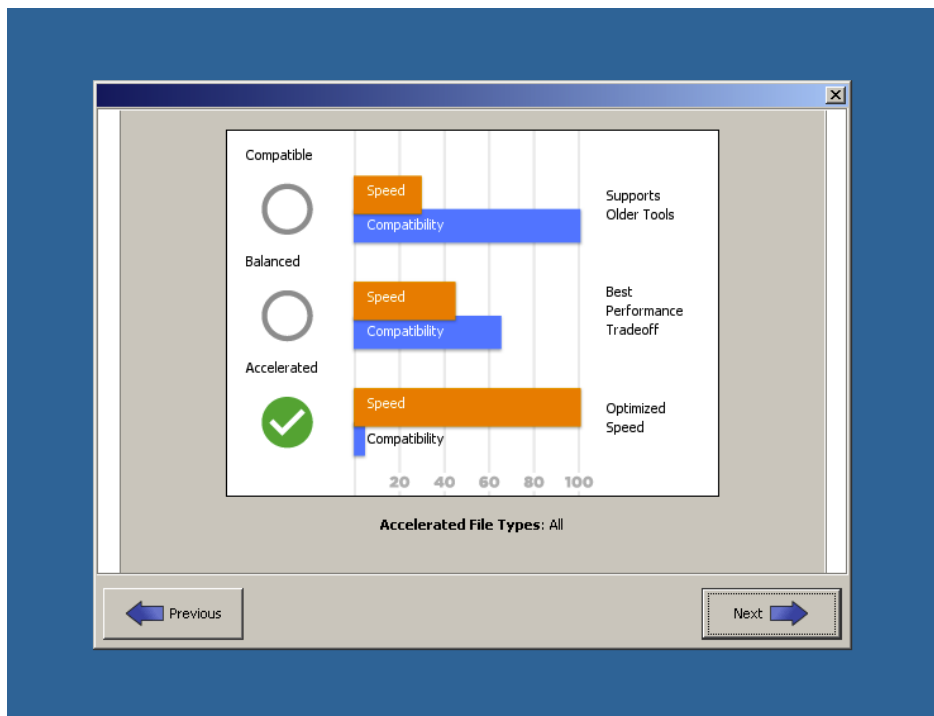 Compatible
Speed
Compatibility
Supports
Older Tools
Balanced
Speed
Compatibility
Best
Performance
Tradeoff
Accelerated
Speed
Compatibility
Optimized
Speed
20 40 60 80 100
Accelerated File Types: All
Previous
Next